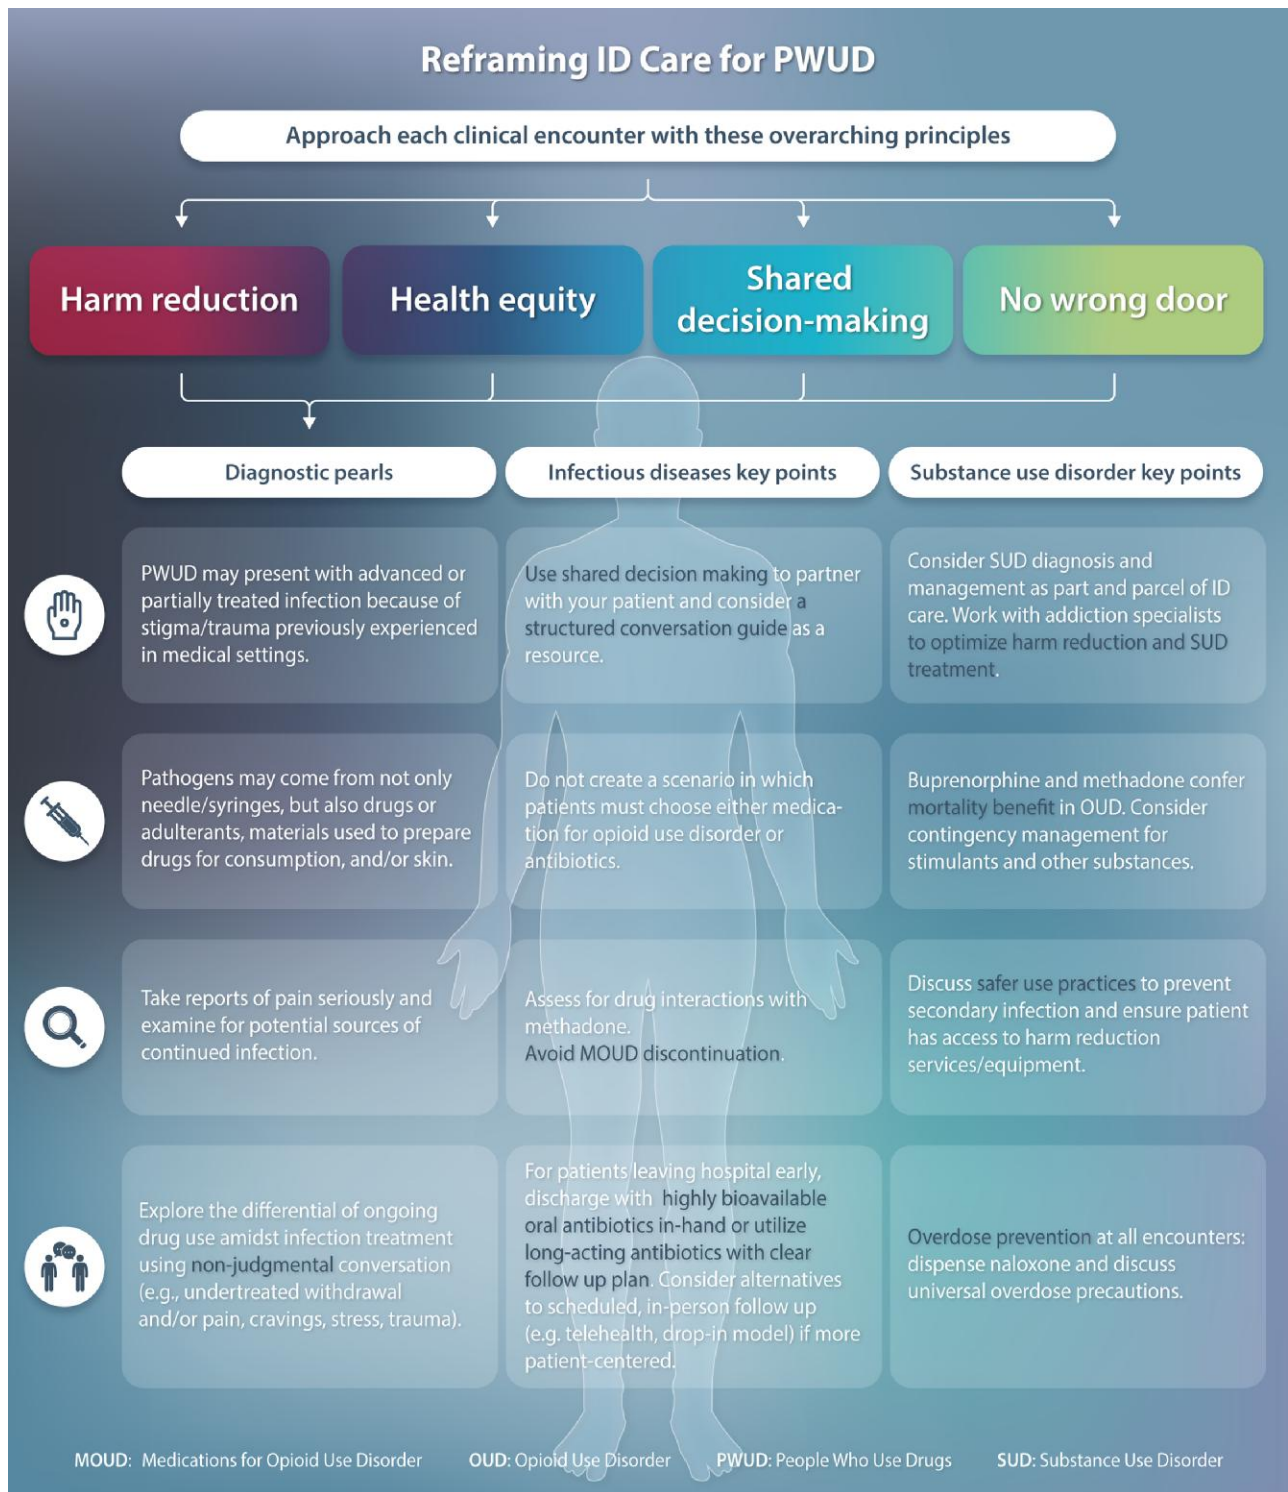 Reframing ID Care for PWUD
Approach each clinical encounter with these overarching principles
Harm reduction
Health equity
Shared
decision-making
No wrong door
Diagnostic pearls
Infectious diseases key points
Substance use disorder key points
PWUD may present with advanced or
partially treated infection because of
stigma/trauma previously experienced
in medical settings.
Use shared decision making to partner
with your patient and consider a
structured conversation guide as a
resource.
Consider SUD diagnosis and
management as part and parcel of ID
care. Work with addiction specialists
to optimize harm reduction and SUD
treatment.
Pathogens may come from not only
needle/syringes, but also drugs or
adulterants, materials used to prepare
drugs for consumption, and/or skin.
Do not create a scenario in which
patients must choose either medica-
tion for opioid use disorder or
antibiotics.
Buprenorphine and methadone confer
mortality benefit in OUD. Consider
contingency management for
stimulants and other substances.
Take reports of pain seriously and
examine for potential sources of
continued infection.
Assess for drug interactions with
methadone.
Avoid MOUD discontinuation.
Discuss safer use practices to prevent
secondary infection and ensure patient
has access to harm reduction
services/equipment.
Explore the differential of ongoing
drug use amidst infection treatment
using non-judgmental conversation
(e.g., undertreated withdrawal
and/or pain, cravings, stress, trauma).
For patients leaving hospital early,
discharge with highly bioavailable
oral antibiotics in-hand or utilize
long-acting antibiotics with clear
follow up plan. Consider alternatives
to scheduled, in-person follow up
(e.g. telehealth, drop-in model) if more
patient-centered.
Overdose prevention at all encounters:
dispense naloxone and discuss
universal overdose precautions.
MOUD: Medications for Opioid Use Disorder OUD: Opioid Use Disorder PWUD: People Who Use Drugs SUD: Substance Use Disorder